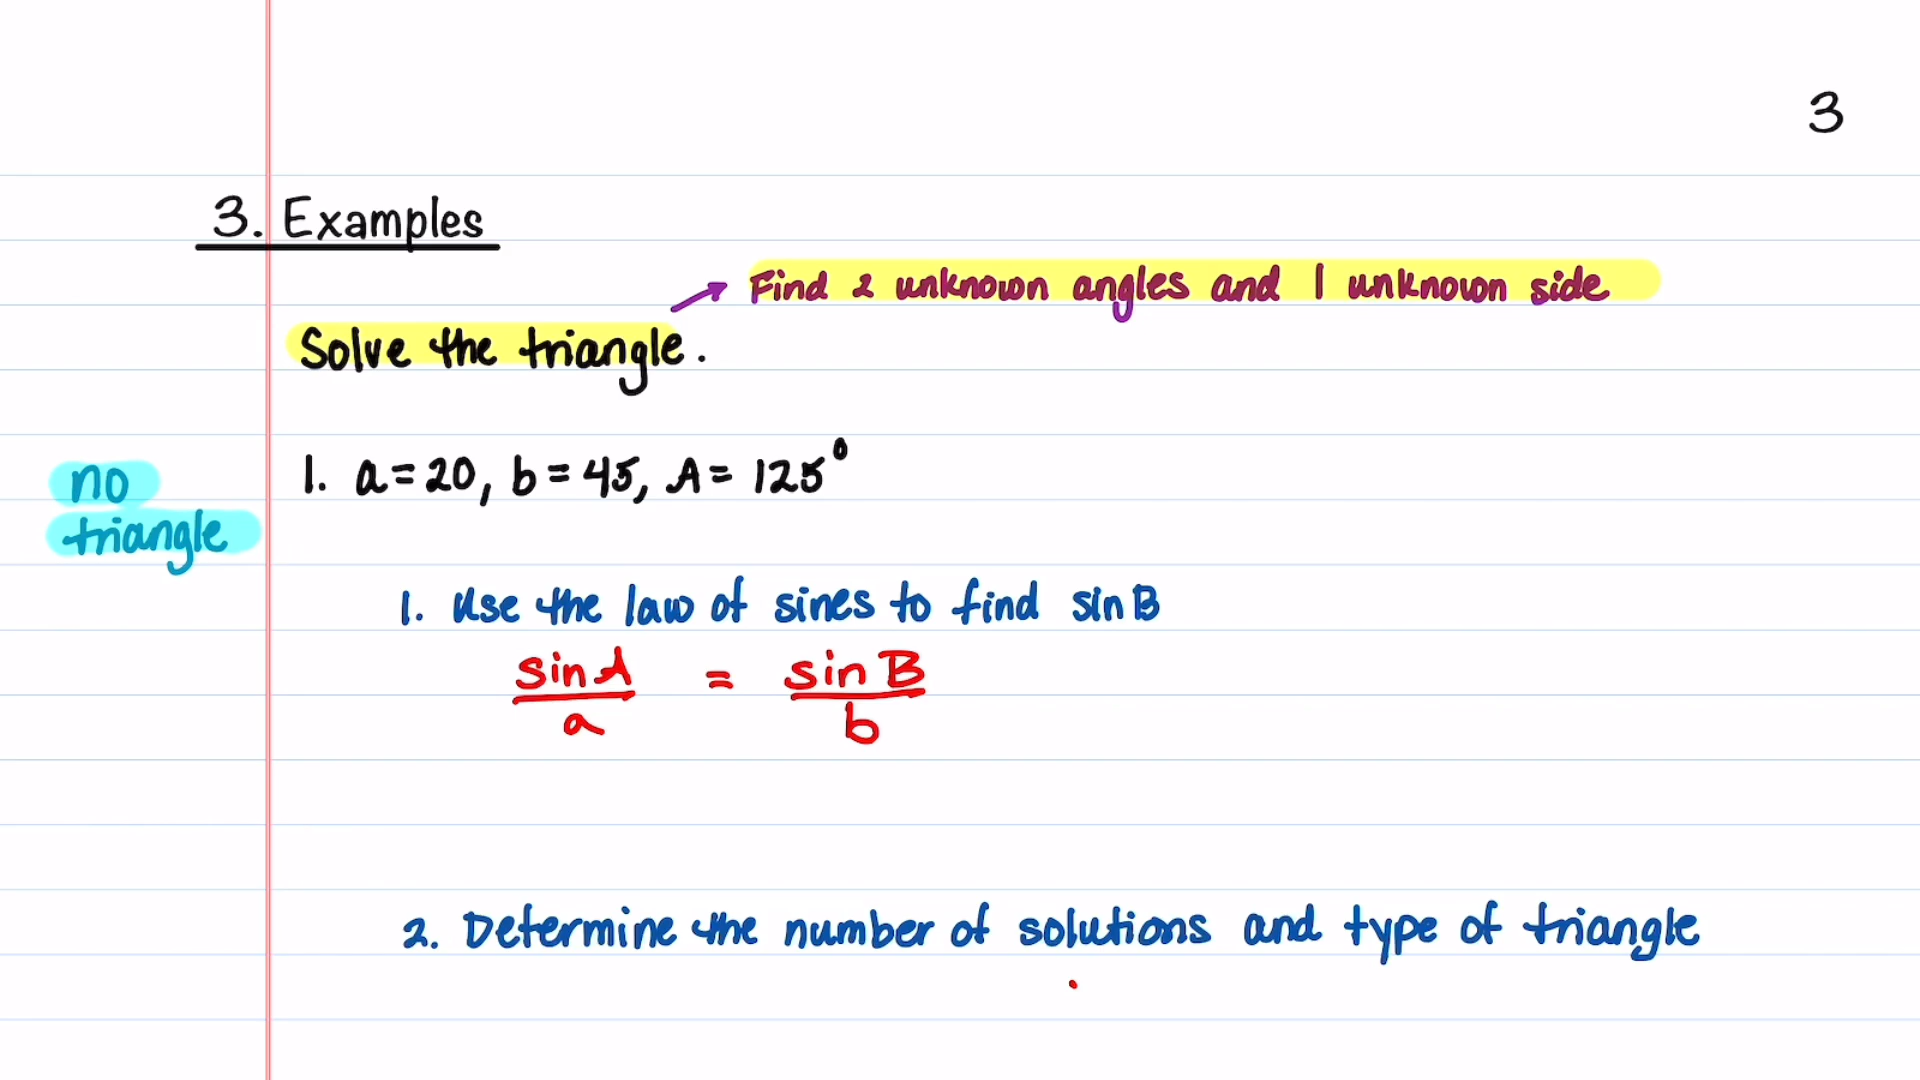 3
3. Examples
Find 2 unknown angles and 1 unknown side
Solve the triangle.
no
triangle
1. a = 20, b = 45, A = 125°
1. Use the law of sines to find sin B
sin A / a = sin B / b
2. Determine the number of solutions and type of triangle